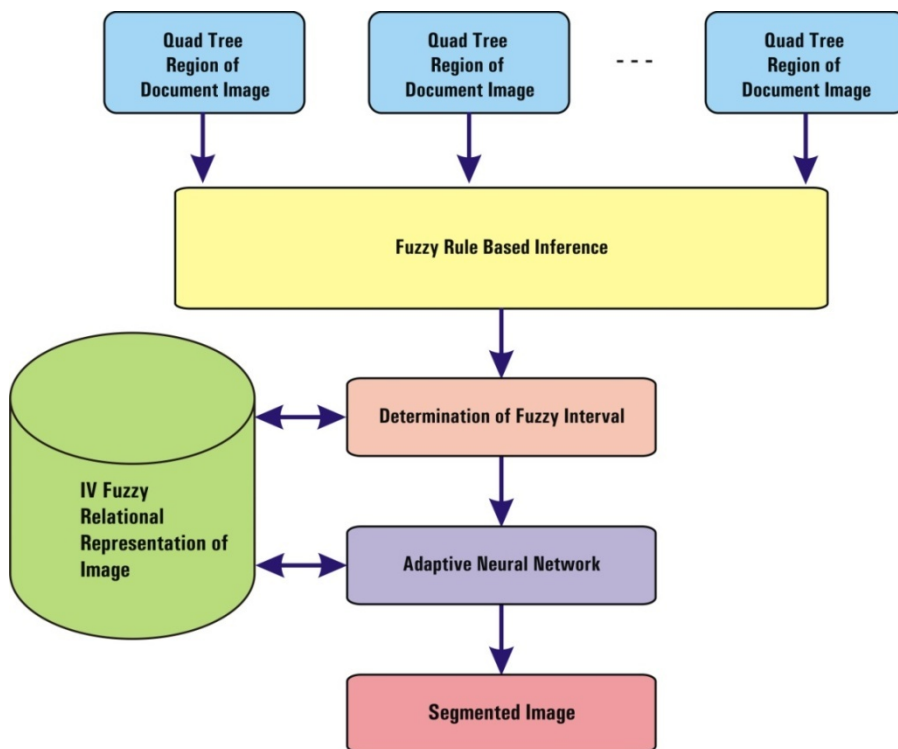 Quad Tree
Region of
Document Image
Quad Tree
Region of
Document Image
- - -
Quad Tree
Region of
Document Image
Fuzzy Rule Based Inference
Determination of Fuzzy Interval
IV Fuzzy
Relational
Representation of
Image
Adaptive Neural Network
Segmented Image